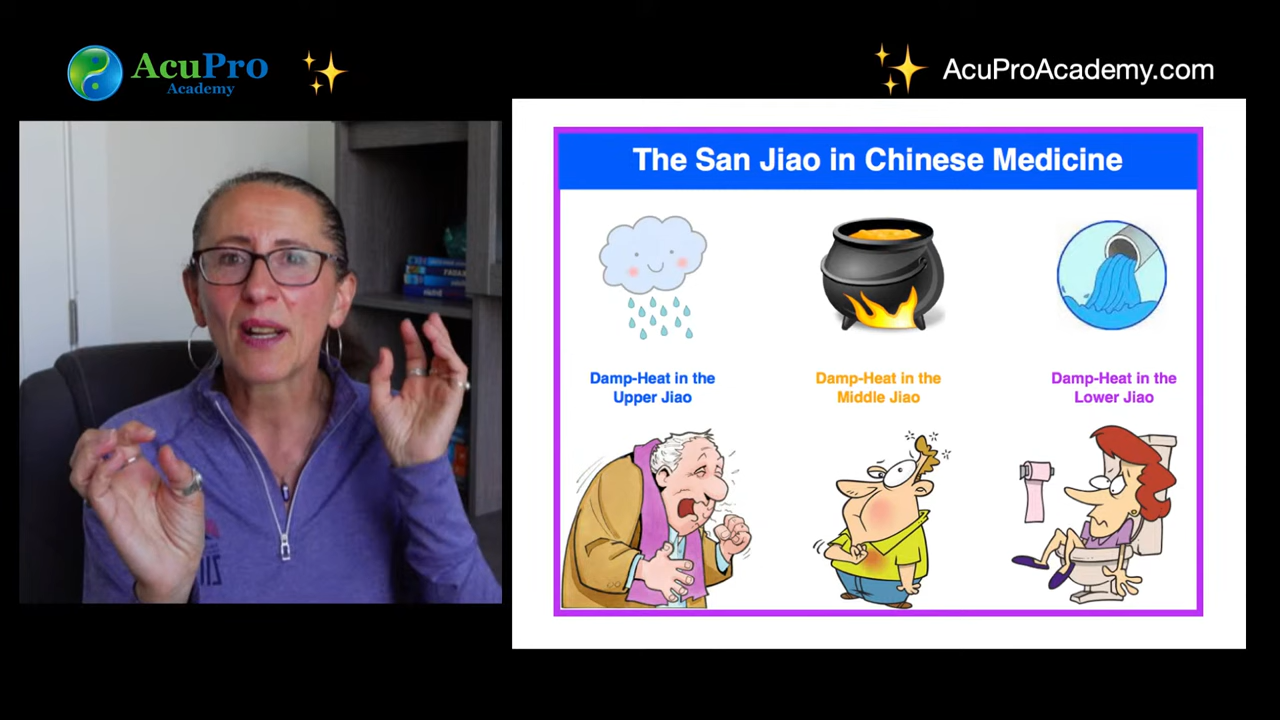 AcuPro
Academy
AcuProAcademy.com
The San Jiao in Chinese Medicine
Damp-Heat in the
Upper Jiao
Damp-Heat in the
Middle Jiao
Damp-Heat in the
Lower Jiao